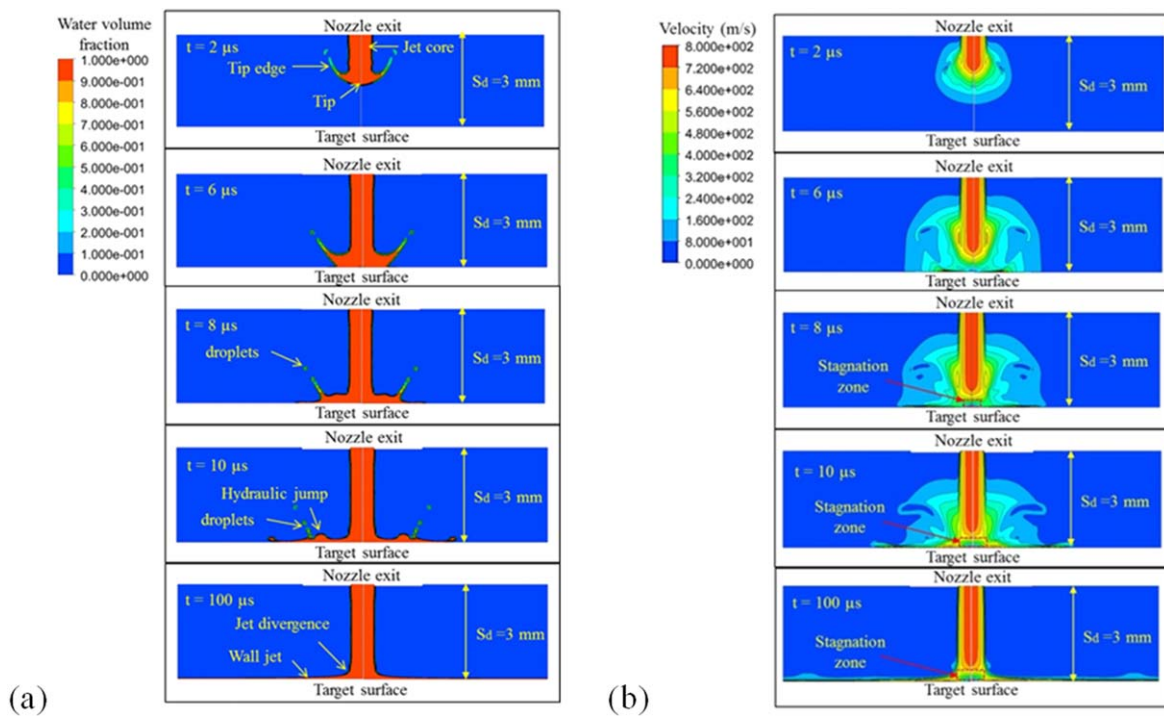 Water volume
fraction
1.000e+000
9.000e-001
8.000e-001
7.000e-001
6.000e-001
5.000e-001
4.000e-001
3.000e-001
2.000e-001
1.000e-001
0.000e+000
Nozzle exit
t = 2 µs
Jet core
Tip edge
Tip
Sd =3 mm
Target surface
Nozzle exit
t = 6 µs
Sd =3 mm
Target surface
Nozzle exit
t = 8 µs
droplets
Sd =3 mm
Target surface
Nozzle exit
t = 10 µs
Hydraulic jump
droplets
Sd =3 mm
Target surface
Nozzle exit
t = 100 µs
Jet divergence
Wall jet
Sd =3 mm
Target surface
(a)
Velocity (m/s)
8.000e+002
7.200e+002
6.400e+002
5.600e+002
4.800e+002
4.000e+002
3.200e+002
2.400e+002
1.600e+002
8.000e+001
0.000e+000
Nozzle exit
t = 2 µs
Sd =3 mm
Target surface
Nozzle exit
t = 6 µs
Sd =3 mm
Target surface
Nozzle exit
t = 8 µs
Stagnation
zone
Sd =3 mm
Target surface
Nozzle exit
t = 10 µs
Stagnation
zone
Sd =3 mm
Target surface
Nozzle exit
t = 100 µs
Stagnation
zone
Sd =3 mm
Target surface
(b)